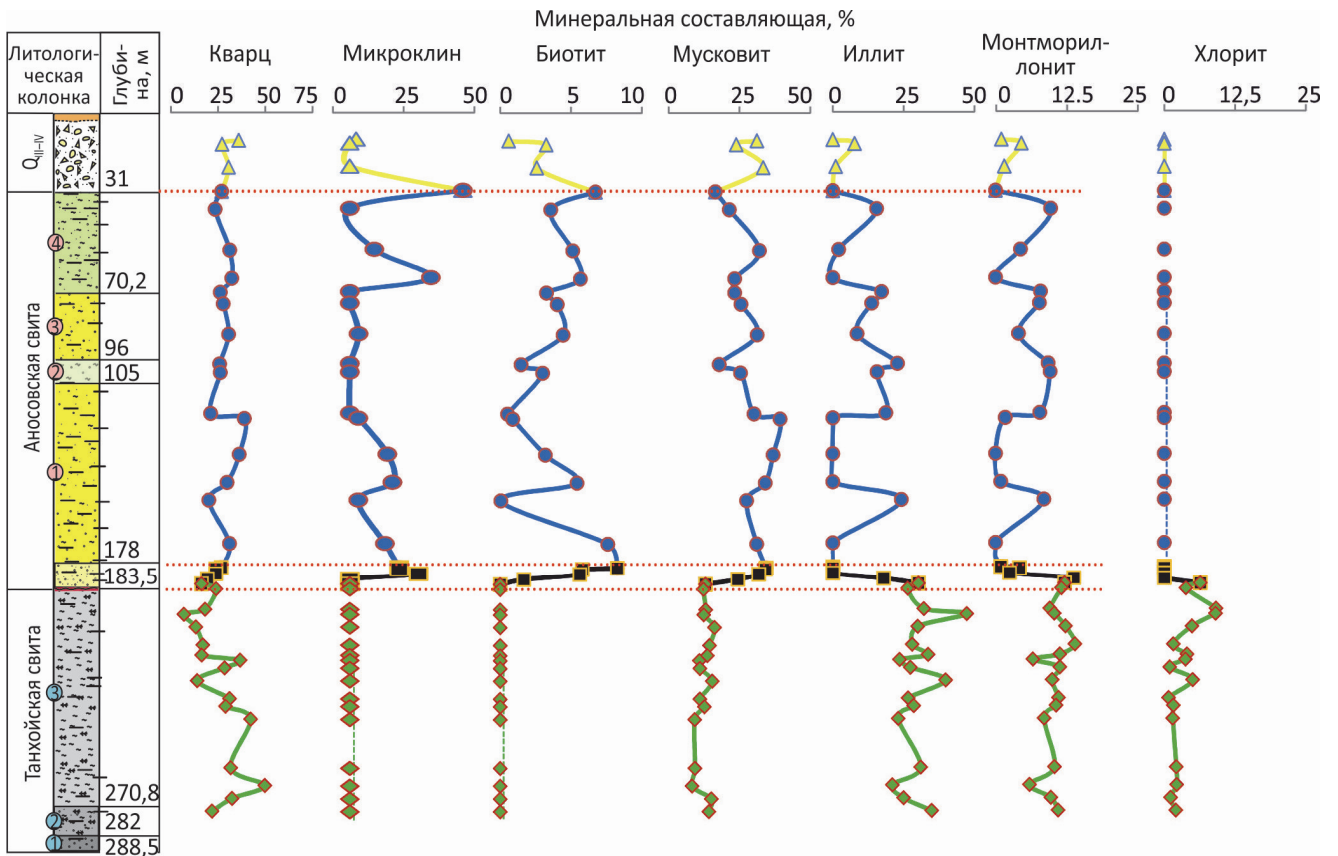 Минеральная составляющая, %
Литологи-
ческая
колонка
Глуби-
на, м
Кварц
Микроклин
Биотит
Мусковит
Иллит
Монтморил-
лонит
Хлорит
0 25 50 75
0 25 50
0 5 10
0 25 50
0 25 50
0 12,5 25
0 12,5 25
QIII–IV
31
Аносовская свита
4
70,2
3
96
2
105
1
178
183,5
Танхойская свита
3
270,8
2
282
1
288,5